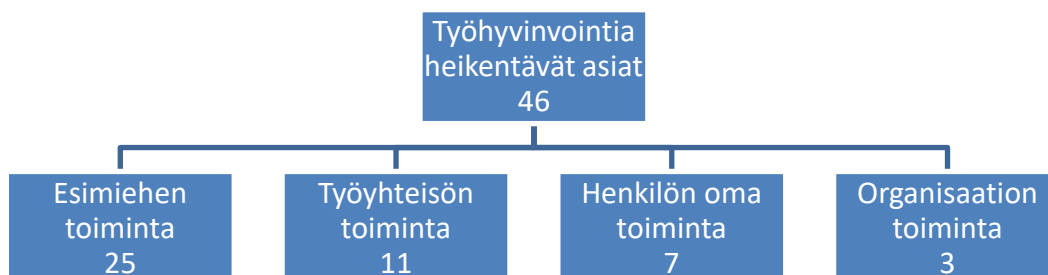 Työhyvinvointia
heikentävät asiat
46
Esimiehen
toiminta
25
Työyhteisön
toiminta
11
Henkilön oma
toiminta
7
Organisaation
toiminta
3